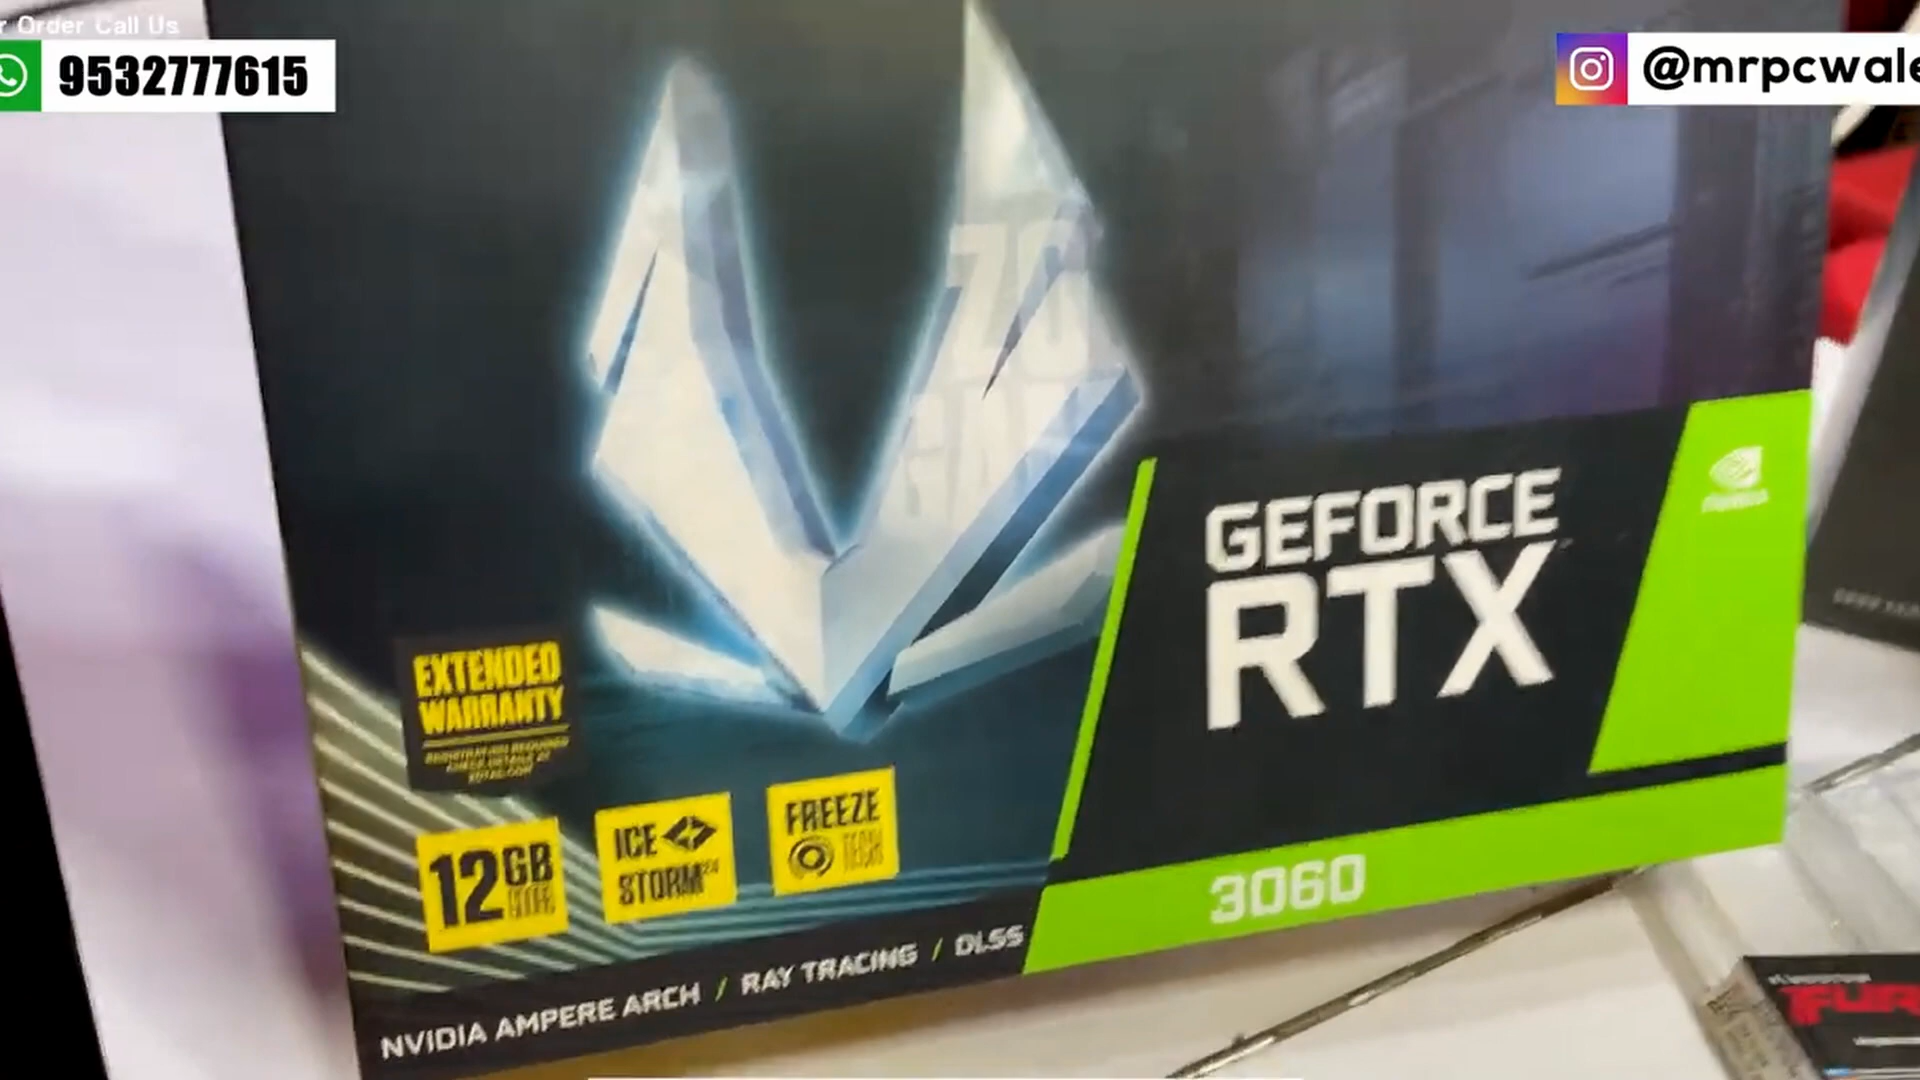 Order Call Us
9532777615
@mrpcwale
GEFORCE
RTX
3060
EXTENDED
WARRANTY
12GB
ICE
STORM
FREEZE
TECH
NVIDIA AMPERE ARCH / RAY TRACING / DLSS